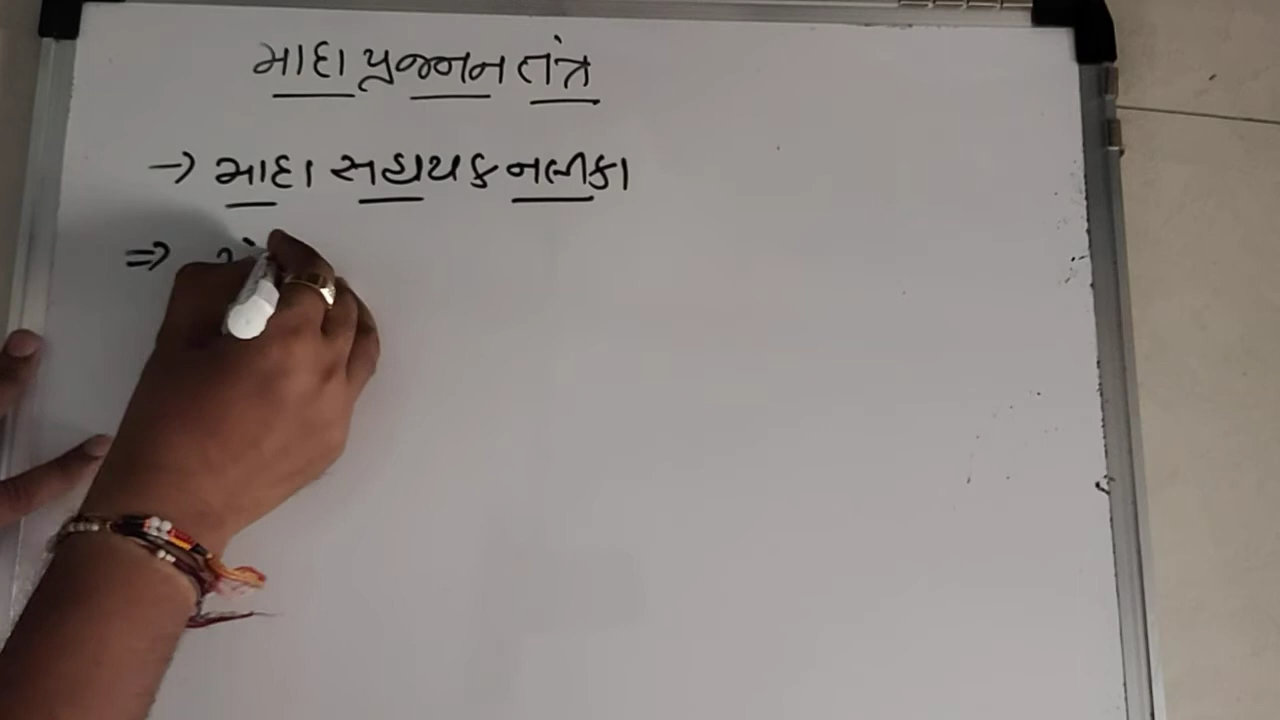 માદા પ્રજનન તંત્ર
→ માદા સહાયક નલીકા
⇒